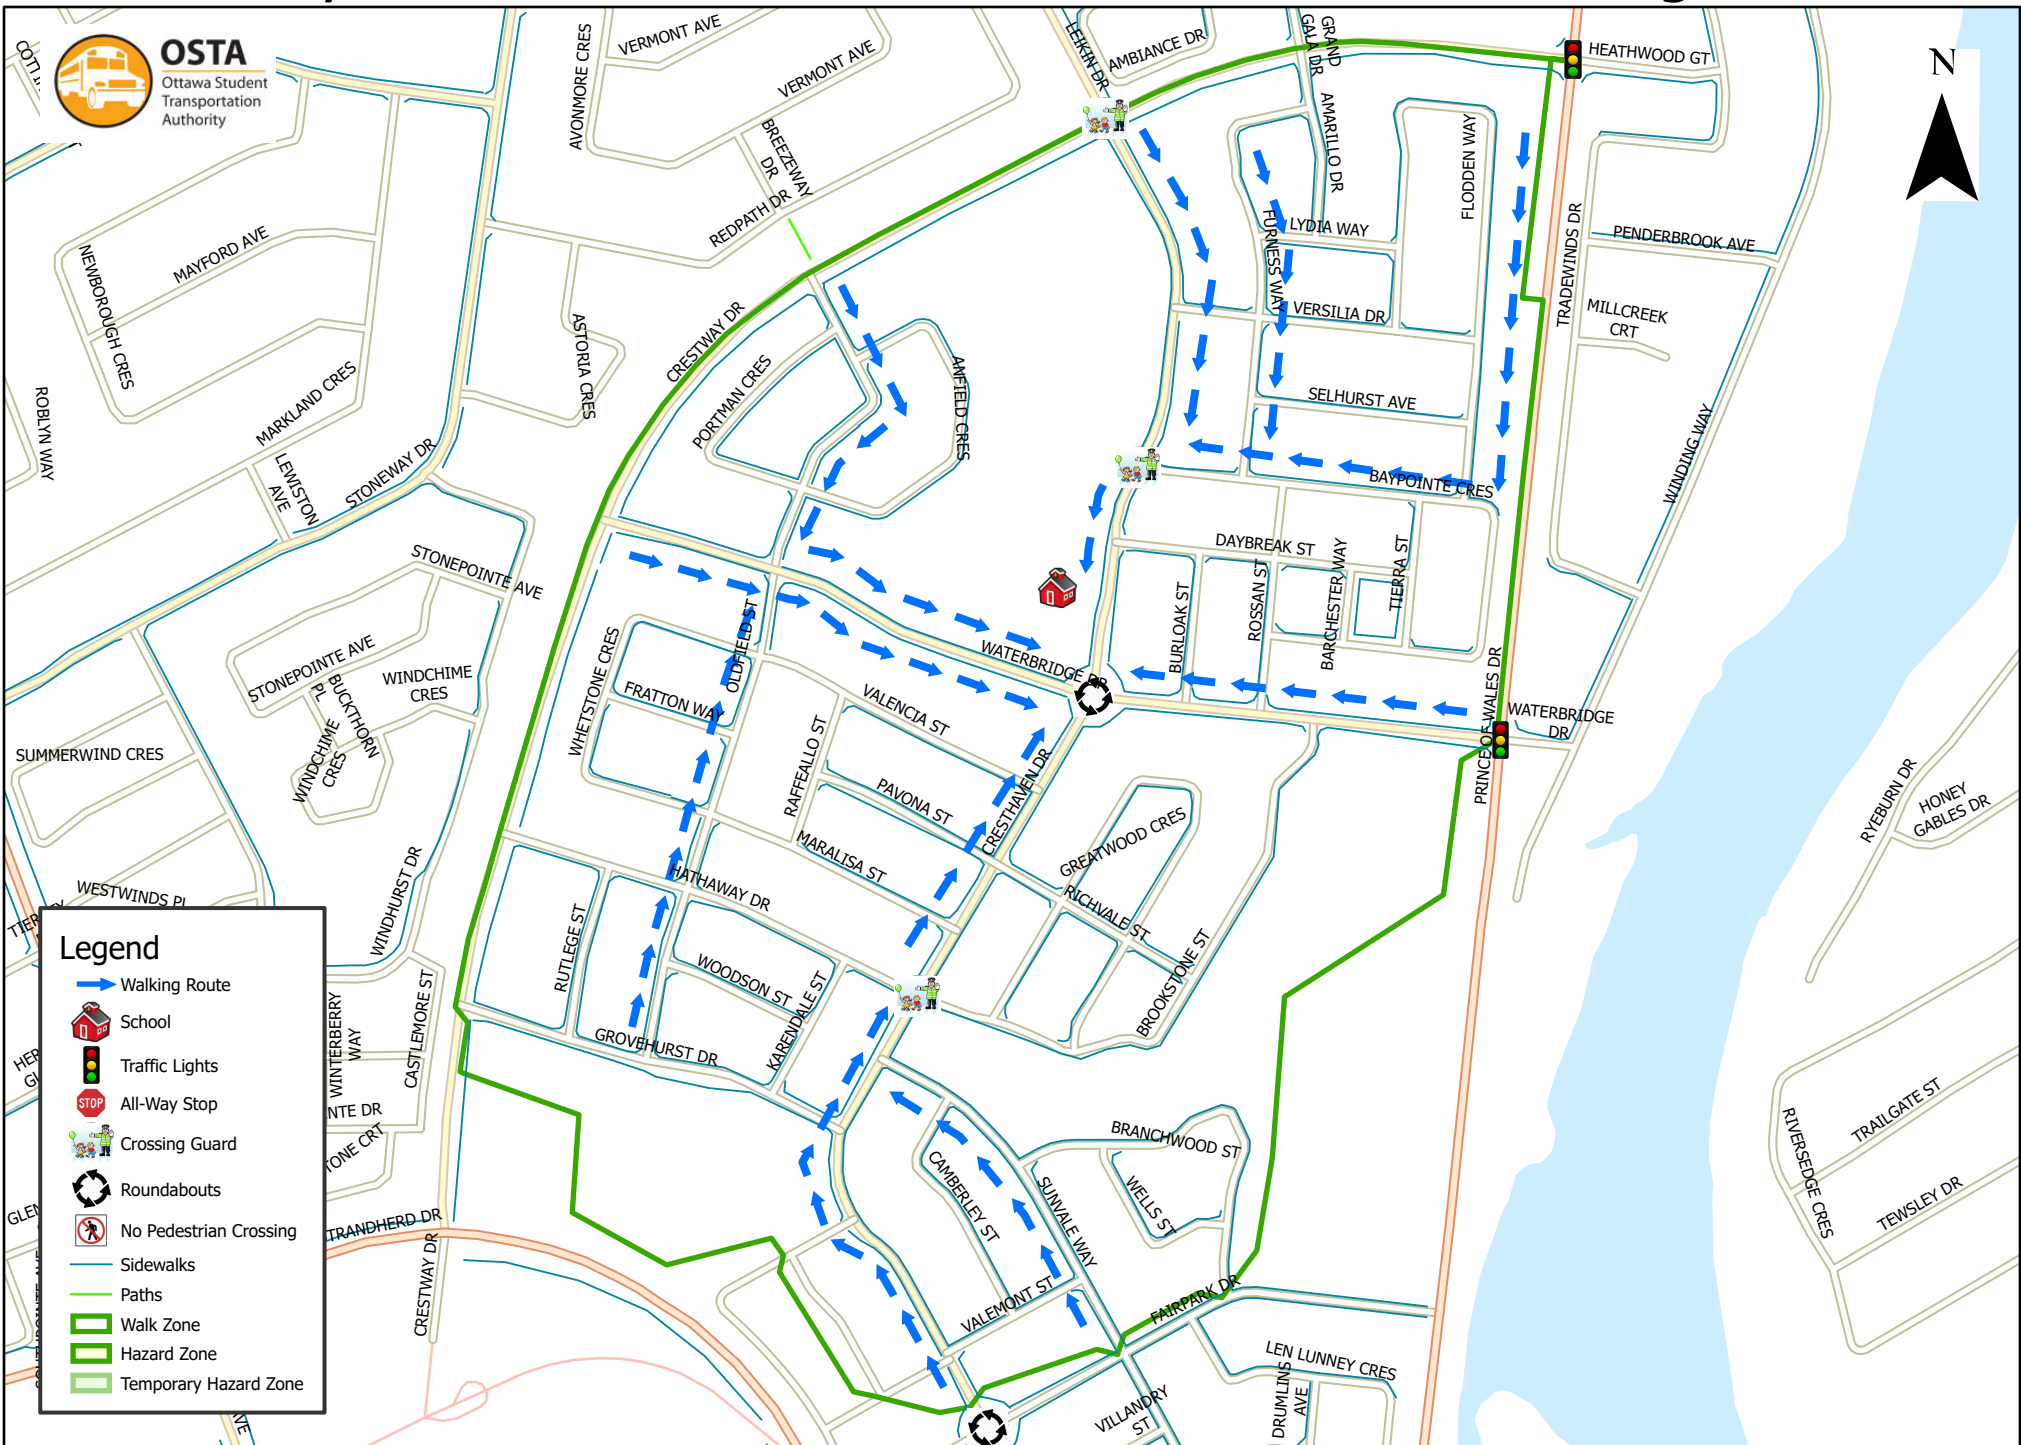 OSTA
Ottawa Student
Transportation
Authority
VERMONT AVE
VERMONT AVE
AVONMORE CRES
LEIKIN DR
AMBIANCE DR
GRAND
GALA DR
HEATHWOOD GT
N
BREEZEWAY
DR
REDPATH DR
AMARILLO DR
FLODDEN WAY
LYDIA WAY
FURNESS WAY
VERSILIA DR
TRADEWINDS DR
PENDERBROOK AVE
MILLCREEK
CRT
MAYFORD AVE
NEWBOROUGH CRES
ASTORIA CRES
CRESTWAY DR
PORTMAN CRES
ANFIELD CRES
SELHURST AVE
ROBLYN WAY
MARKLAND CRES
LEWISTON
AVE
STONEWAY DR
BAYPOINTE CRES
WINDING WAY
STONEPOINTE AVE
DAYBREAK ST
BURLOAK ST
ROSSAN ST
BARCHESTER WAY
TIERRA ST
STONEPOINTE AVE
BUCKTHORN
PL
WINDCHIME
CRES
WINDCHIME
CRES
WHETSTONE CRES
OLDFIELD ST
FRATTON WAY
WATERBRIDGE DR
VALENCIA ST
PRINCE OF WALES DR
WATERBRIDGE
DR
SUMMERWIND CRES
RAFFEALLO ST
PAVONA ST
CRESTHAVEN DR
GREATWOOD CRES
MARALISA ST
RYEBURN DR
HONEY
GABLES DR
WINDHURST DR
HATHAWAY DR
RICHVALE ST
WESTWINDS PL
RUTLEGE ST
WOODSON ST
KARENDALE ST
BROOKSTONE ST
GROVEHURST DR
WINTERBERRY
WAY
CASTLEMORE ST
BRANCHWOOD ST
CAMBERLEY ST
SUNVALE WAY
WELLS ST
TRAILGATE ST
RIVERSEDGE CRES
TEWSLEY DR
CRESTWAY DR
VALEMONT ST
FAIRPARK DR
LEN LUNNEY CRES
DRUMLINS
AVE
VILLANDRY
ST
Legend
Walking Route
School
Traffic Lights
STOP
All-Way Stop
Crossing Guard
Roundabouts
No Pedestrian Crossing
Sidewalks
Paths
Walk Zone
Hazard Zone
Temporary Hazard Zone